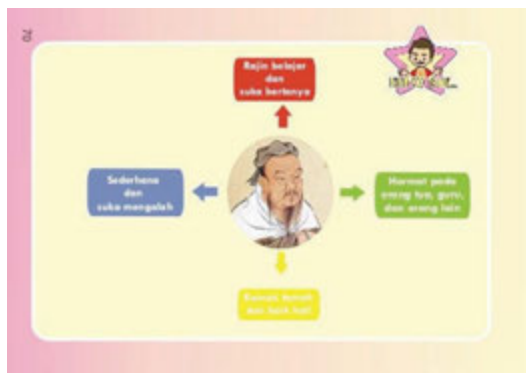 70
Rajin belajar
dan
suka bertanya
Sederhana
dan
suka mengalah
Hormat pada
orang tua, guru,
dan orang lain
dan baik hati